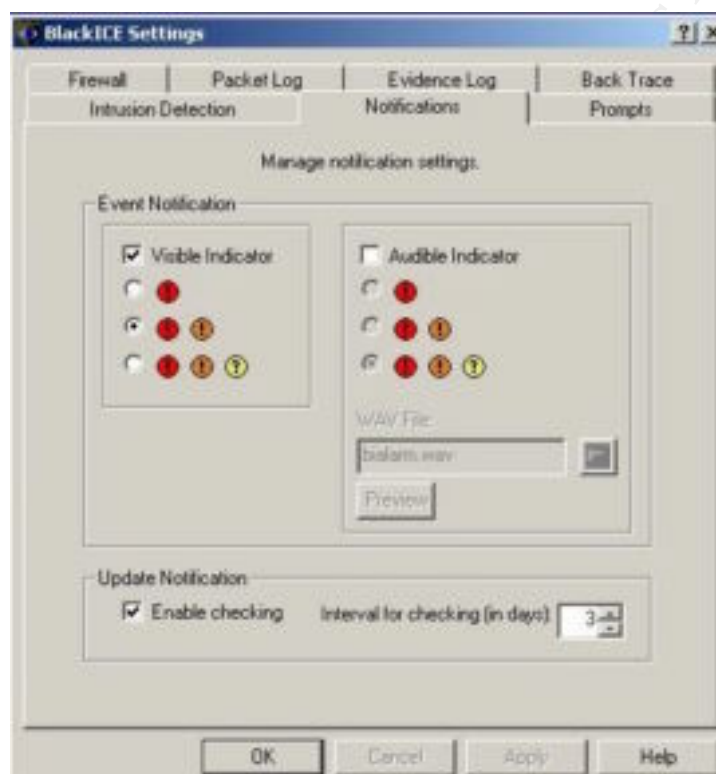 BlackICE Settings
Firewall Packet Log Evidence Log Back Trace
Intrusion Detection Notifications Prompts
Manage notification settings.
Event Notification
Visible Indicator Audible Indicator
! !
! ! ! !
! ! ? ! ! ?
WAV File
bialarm.wav
Preview
Update Notification
Enable checking Interval for checking (in days) 3
OK Cancel Apply Help